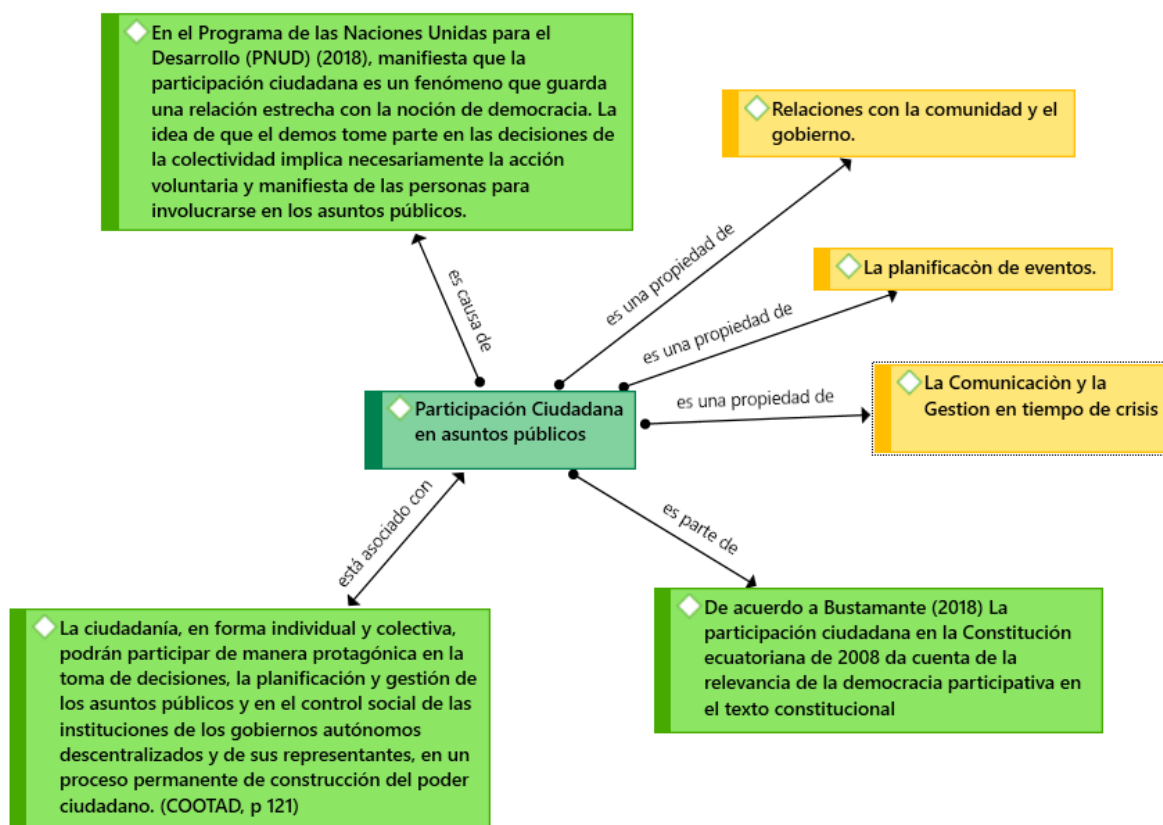 En el Programa de las Naciones Unidas para el
Desarrollo (PNUD) (2018), manifiesta que la
participación ciudadana es un fenómeno que guarda
una relación estrecha con la noción de democracia. La
idea de que el demos tome parte en las decisiones de
la colectividad implica necesariamente la acción
voluntaria y manifiesta de las personas para
involucrarse en los asuntos públicos.
Relaciones con la comunidad y el
gobierno.
es una propiedad de
La planificacòn de eventos.
es una propiedad de
es causa de
La Comunicaciòn y la
Gestion en tiempo de crisis
es una propiedad de
Participación Ciudadana
en asuntos públicos
está asociado con
es parte de
De acuerdo a Bustamante (2018) La
participación ciudadana en la Constitución
ecuatoriana de 2008 da cuenta de la
relevancia de la democracia participativa en
el texto constitucional
La ciudadanía, en forma individual y colectiva,
podrán participar de manera protagónica en la
toma de decisiones, la planificación y gestión de
los asuntos públicos y en el control social de las
instituciones de los gobiernos autónomos
descentralizados y de sus representantes, en un
proceso permanente de construcción del poder
ciudadano. (COOTAD, p 121)